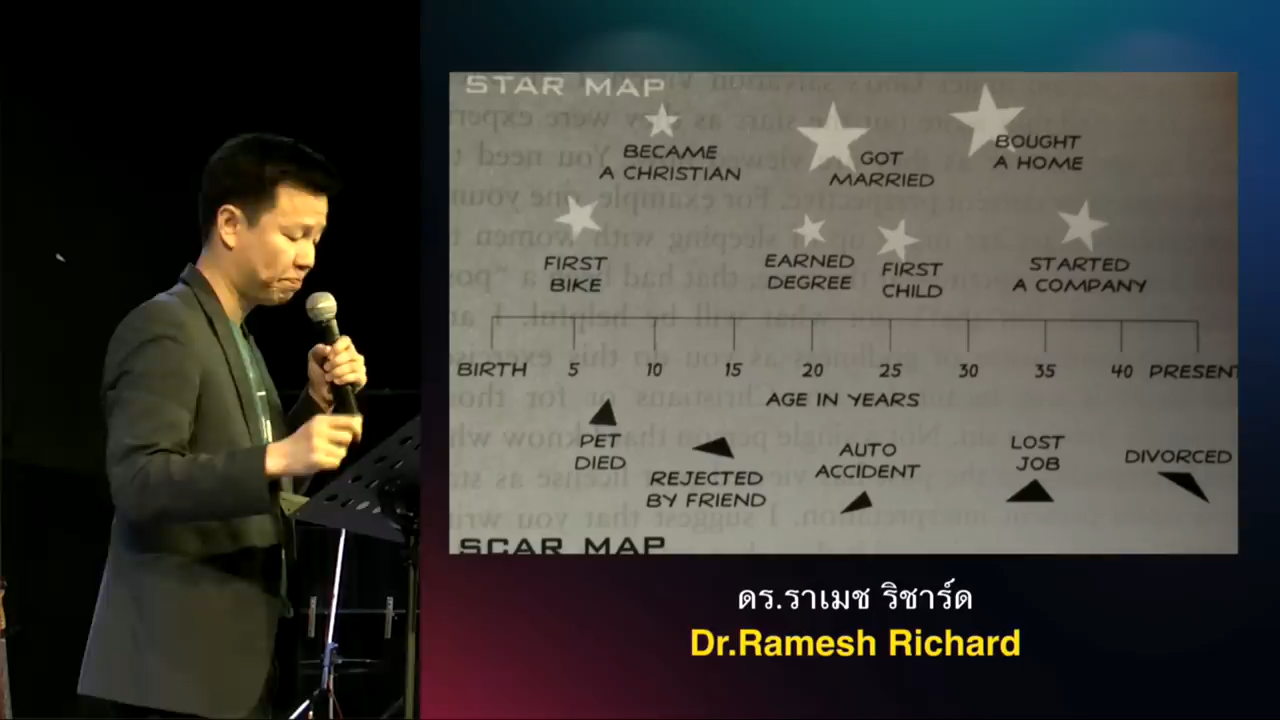 STAR MAP
BECAME
A CHRISTIAN
GOT
MARRIED
BOUGHT
A HOME
FIRST
BIKE
EARNED
DEGREE
FIRST
CHILD
STARTED
A COMPANY
BIRTH 5 10 15 20 25 30 35 40 PRESENT
AGE IN YEARS
PET
DIED
REJECTED
BY FRIEND
AUTO
ACCIDENT
LOST
JOB
DIVORCED
SCAR MAP
ดร.ราเมช ริชาร์ด
Dr.Ramesh Richard